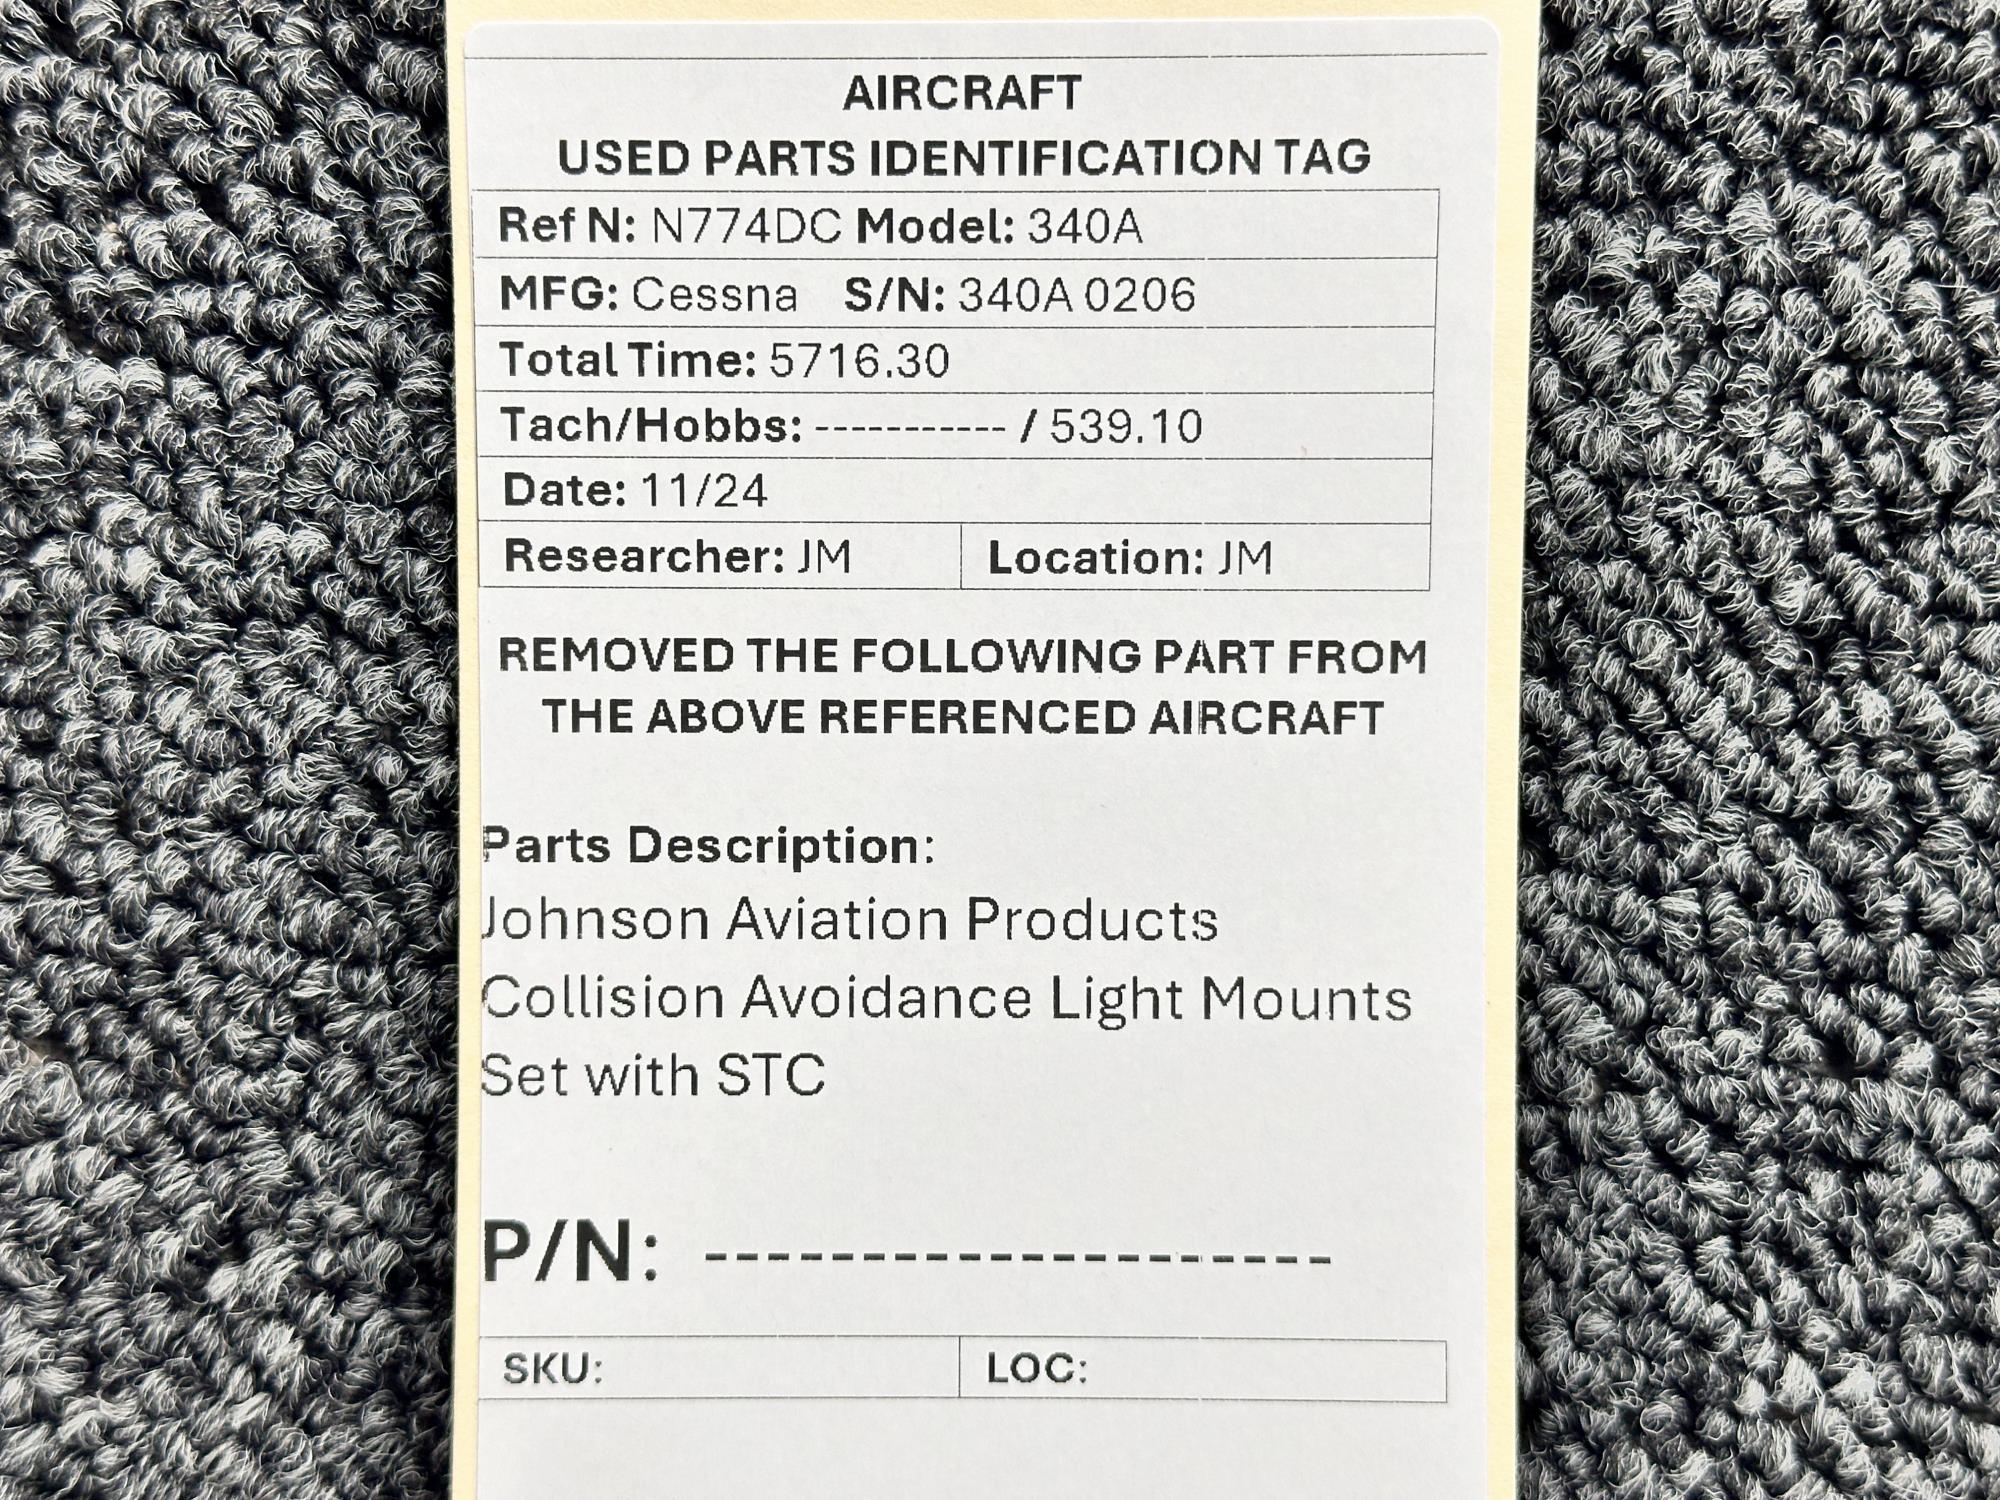 AIRCRAFT
USED PARTS IDENTIFICATION TAG
Ref N: N774DC Model: 340A
MFG: Cessna S/N: 340A 0206
Total Time: 5716.30
Tach/Hobbs: ----------- / 539.10
Date: 11/24
Researcher: JM Location: JM
REMOVED THE FOLLOWING PART FROM
THE ABOVE REFERENCED AIRCRAFT
Parts Description:
Johnson Aviation Products
Collision Avoidance Light Mounts
Set with STC
P/N: --------------------
SKU: LOC: